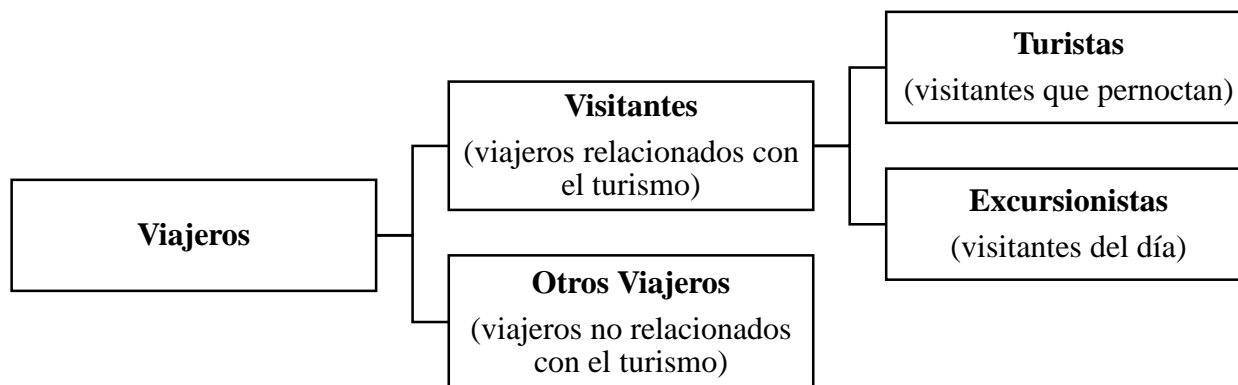 Viajeros
Visitantes
(viajeros relacionados con
el turismo)
Otros Viajeros
(viajeros no relacionados
con el turismo)
Turistas
(visitantes que pernoctan)
Excursionistas
(visitantes del día)